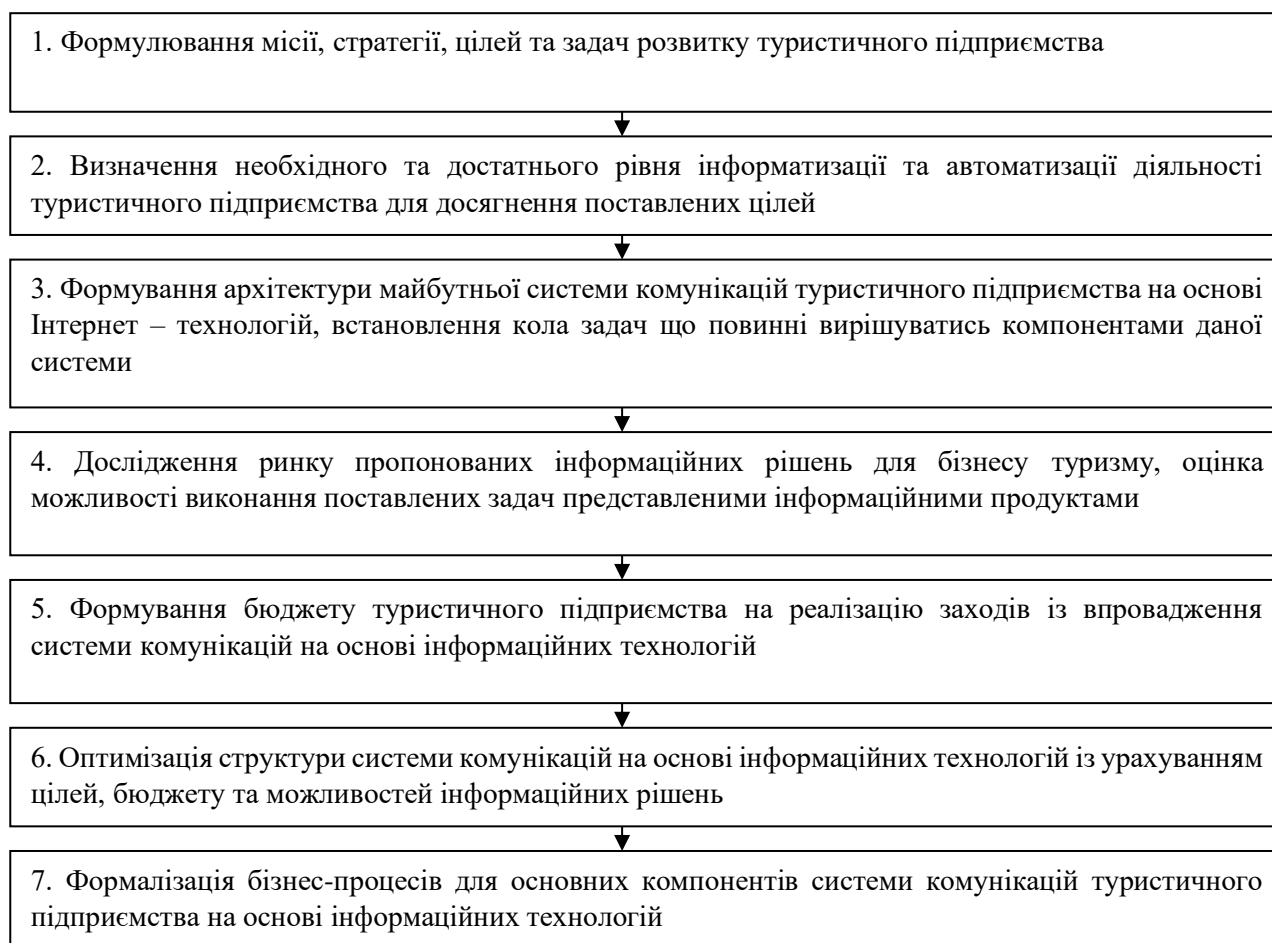 1. Формулювання місії, стратегії, цілей та задач розвитку туристичного підприємства
2. Визначення необхідного та достатнього рівня інформатизації та автоматизації діяльності
туристичного підприємства для досягнення поставлених цілей
3. Формування архітектури майбутньої системи комунікацій туристичного підприємства на основі
Інтернет – технологій, встановлення кола задач що повинні вирішуватись компонентами даної
системи
4. Дослідження ринку пропонованих інформаційних рішень для бізнесу туризму, оцінка
можливості виконання поставлених задач представленими інформаційними продуктами
5. Формування бюджету туристичного підприємства на реалізацію заходів із впровадження
системи комунікацій на основі інформаційних технологій
6. Оптимізація структури системи комунікацій на основі інформаційних технологій із урахуванням
цілей, бюджету та можливостей інформаційних рішень
7. Формалізація бізнес-процесів для основних компонентів системи комунікацій туристичного
підприємства на основі інформаційних технологій